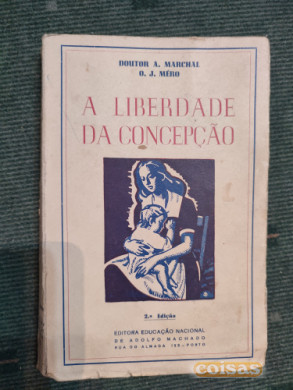 DOUTOR A. MARCHAL
O. J. MÉRO
A LIBERDADE
DA CONCEPÇÃO
2.ª Edição
EDITORA EDUCAÇÃO NACIONAL
DE ADOLFO MACHADO
RUA DO ALMADA 125-PORTO
coisas